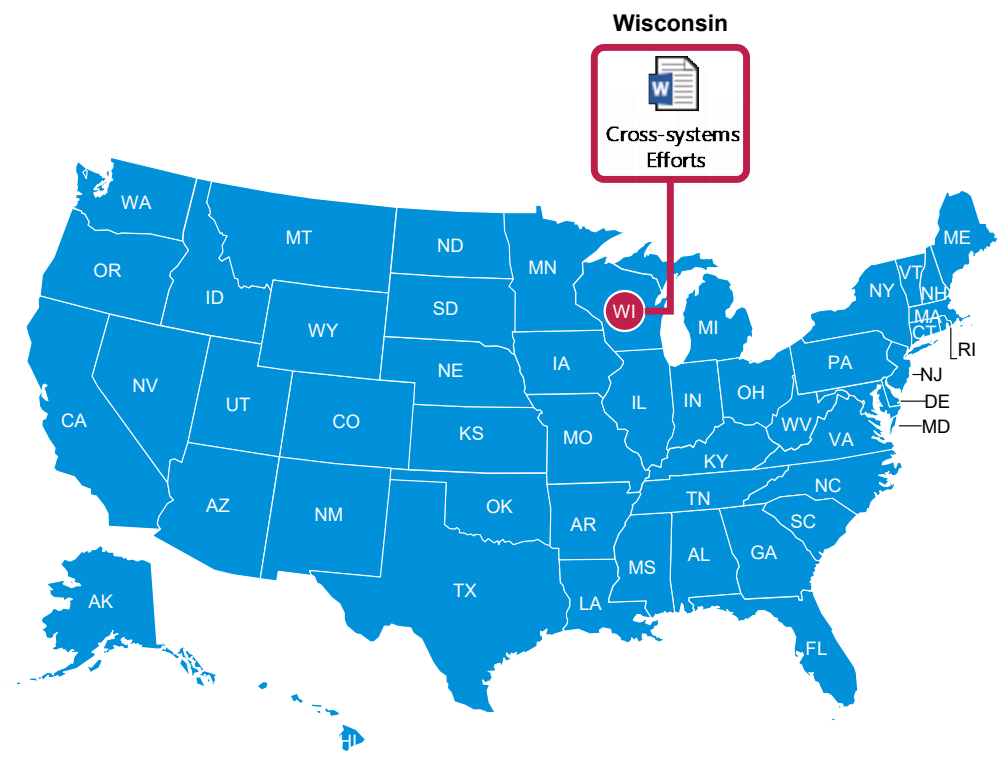 Wisconsin
W
Cross-systems
Efforts
WA
MT
ND
MN
ME
OR
ID
SD
WI
MI
NY
VT
NH
WY
MA
CT
RI
NV
NE
IA
PA
NJ
CA
UT
CO
KS
MO
IL
IN
OH
DE
WV
VA
MD
KY
AZ
NM
OK
AR
TN
NC
SC
TX
LA
MS
AL
GA
AK
FL
HI